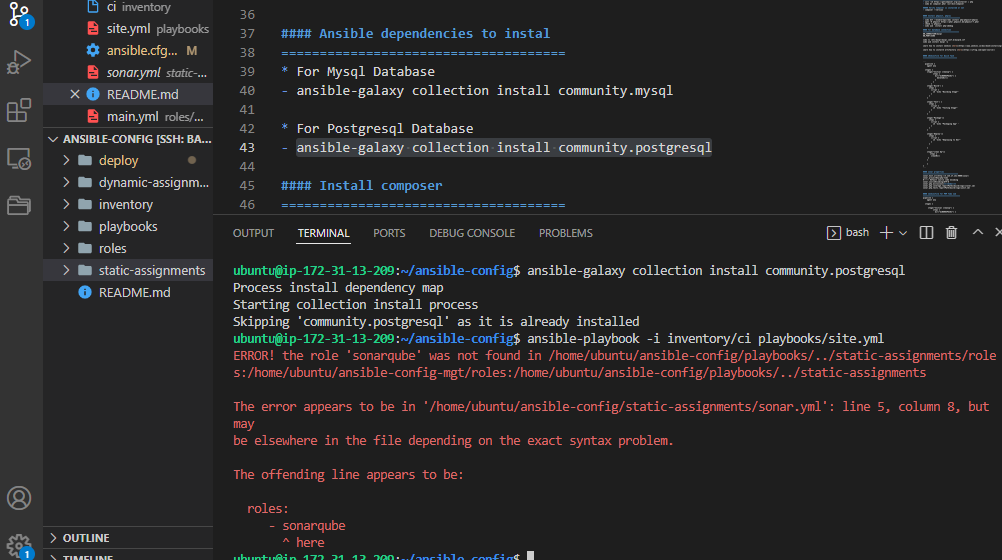 ci inventory
site.yml playbooks
ansible.cfg... M
sonar.yml static-...
README.md
main.yml roles/...
ANSIBLE-CONFIG [SSH: BA...
deploy
dynamic-assignm...
inventory
playbooks
roles
static-assignments
README.md
OUTLINE
TIMELINE
1
1
36
37 #### Ansible dependencies to instal
38 =====================================
39 * For Mysql Database
40 - ansible-galaxy collection install community.mysql
41
42 * For Postgresql Database
43 - ansible-galaxy collection install community.postgresql
44
45 #### Install composer
46 =====================================
OUTPUT TERMINAL PORTS DEBUG CONSOLE PROBLEMS bash
ubuntu@ip-172-31-13-209:~/ansible-config$ ansible-galaxy collection install community.postgresql
Process install dependency map
Starting collection install process
Skipping 'community.postgresql' as it is already installed
ubuntu@ip-172-31-13-209:~/ansible-config$ ansible-playbook -i inventory/ci playbooks/site.yml
ERROR! the role 'sonarqube' was not found in /home/ubuntu/ansible-config/playbooks/../static-assignments/role
s:/home/ubuntu/ansible-config-mgt/roles:/home/ubuntu/ansible-config/playbooks/../static-assignments
The error appears to be in '/home/ubuntu/ansible-config/static-assignments/sonar.yml': line 5, column 8, but
may
be elsewhere in the file depending on the exact syntax problem.
The offending line appears to be:
roles:
- sonarqube
^ here
ubuntu@ip-172-31-13-209:~/ansible-config$